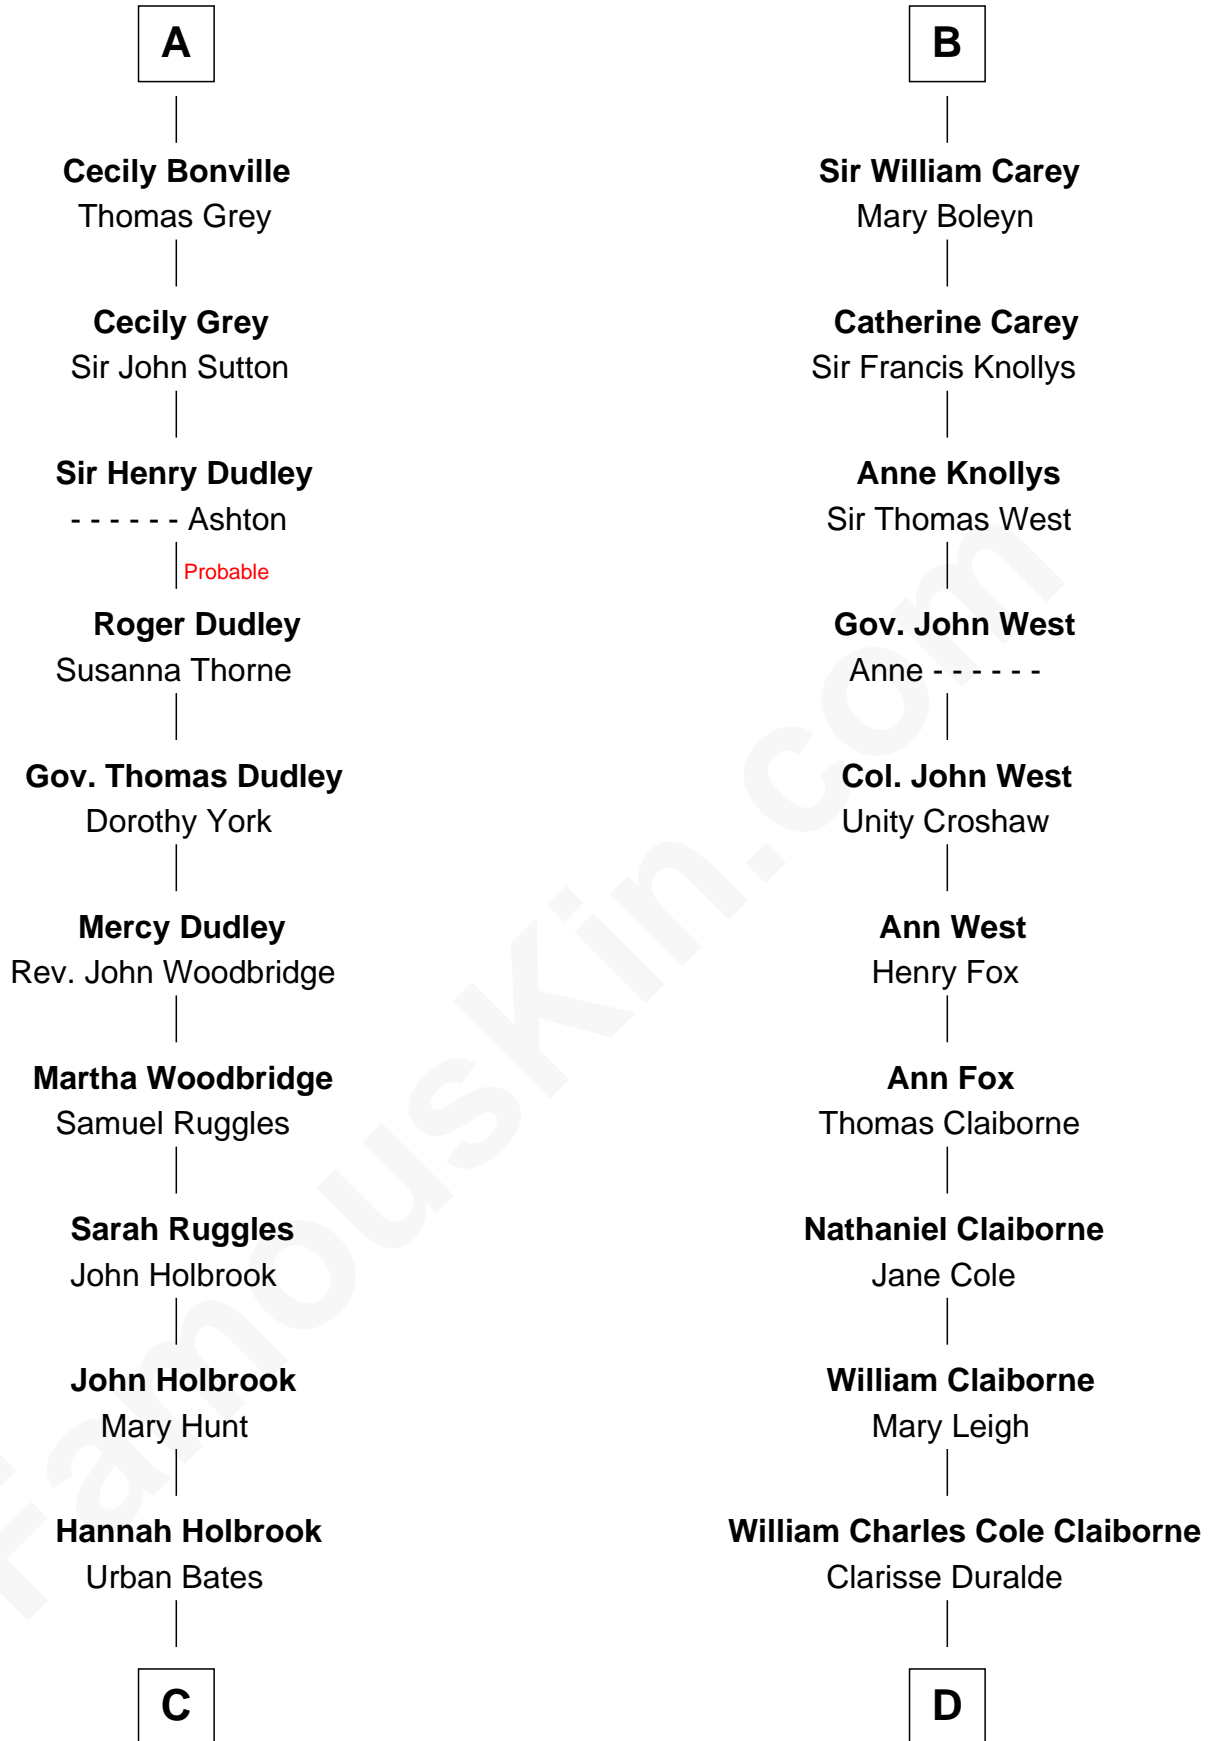 A
Cecily Bonville
Thomas Grey
Cecily Grey
Sir John Sutton
Sir Henry Dudley
- - - - - - Ashton
Probable
Roger Dudley
Susanna Thorne
Gov. Thomas Dudley
Dorothy York
Mercy Dudley
Rev. John Woodbridge
Martha Woodbridge
Samuel Ruggles
Sarah Ruggles
John Holbrook
John Holbrook
Mary Hunt
Hannah Holbrook
Urban Bates
C
B
Sir William Carey
Mary Boleyn
Catherine Carey
Sir Francis Knollys
Anne Knollys
Sir Thomas West
Gov. John West
Anne - - - - - -
Col. John West
Unity Croshaw
Ann West
Henry Fox
Ann Fox
Thomas Claiborne
Nathaniel Claiborne
Jane Cole
William Claiborne
Mary Leigh
William Charles Cole Claiborne
Clarisse Duralde
D
FamousKin.com